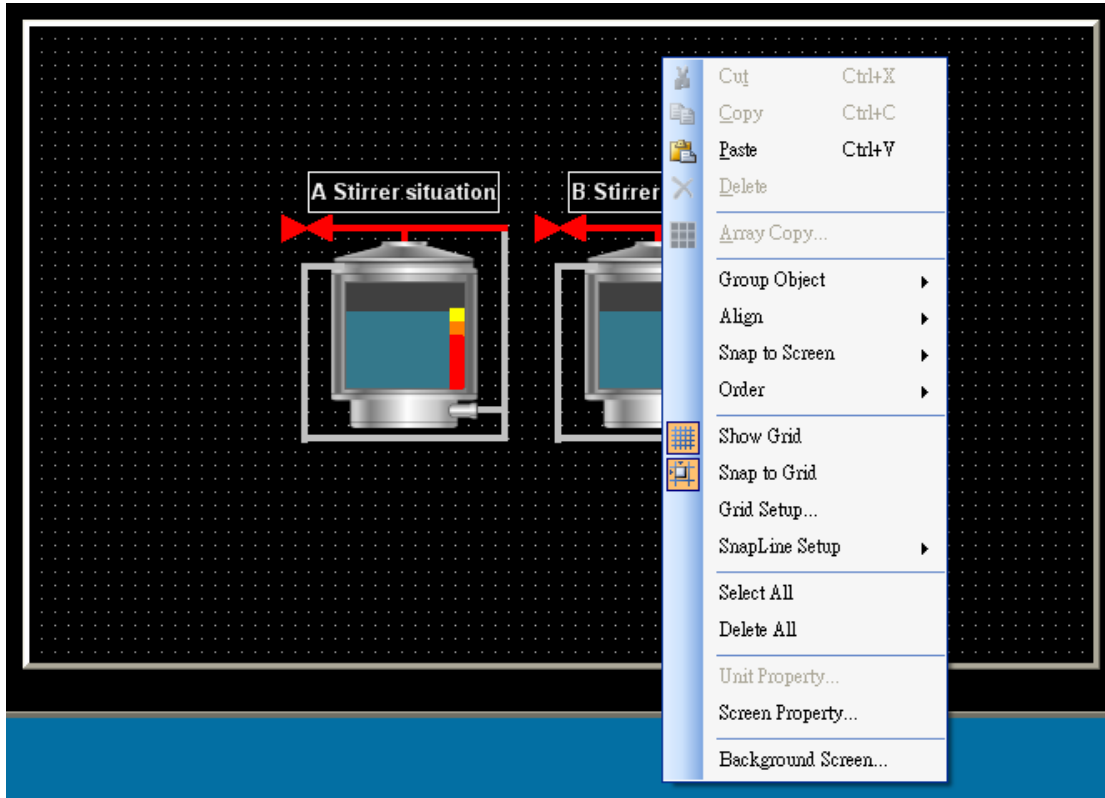 A Stirrer situation
B Stirrer
Cut Ctrl+X
Copy Ctrl+C
Paste Ctrl+V
Delete
Array Copy...
Group Object
Align
Snap to Screen
Order
Show Grid
Snap to Grid
Grid Setup...
SnapLine Setup
Select All
Delete All
Unit Property...
Screen Property...
Background Screen...